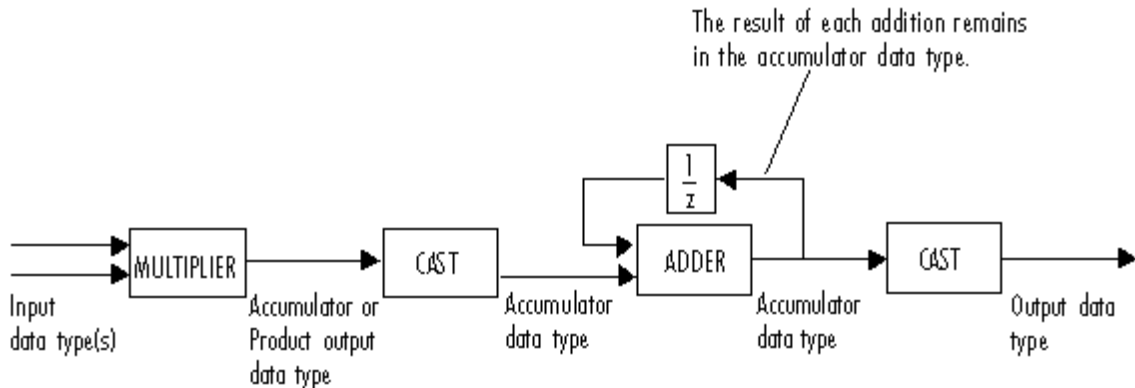 The result of each addition remains
in the accumulator data type.
1
z
MULTIPLIER
CAST
ADDER
CAST
Input
data type(s)
Accumulator or
Product output
data type
Accumulator
data type
Accumulator
data type
Output data
type